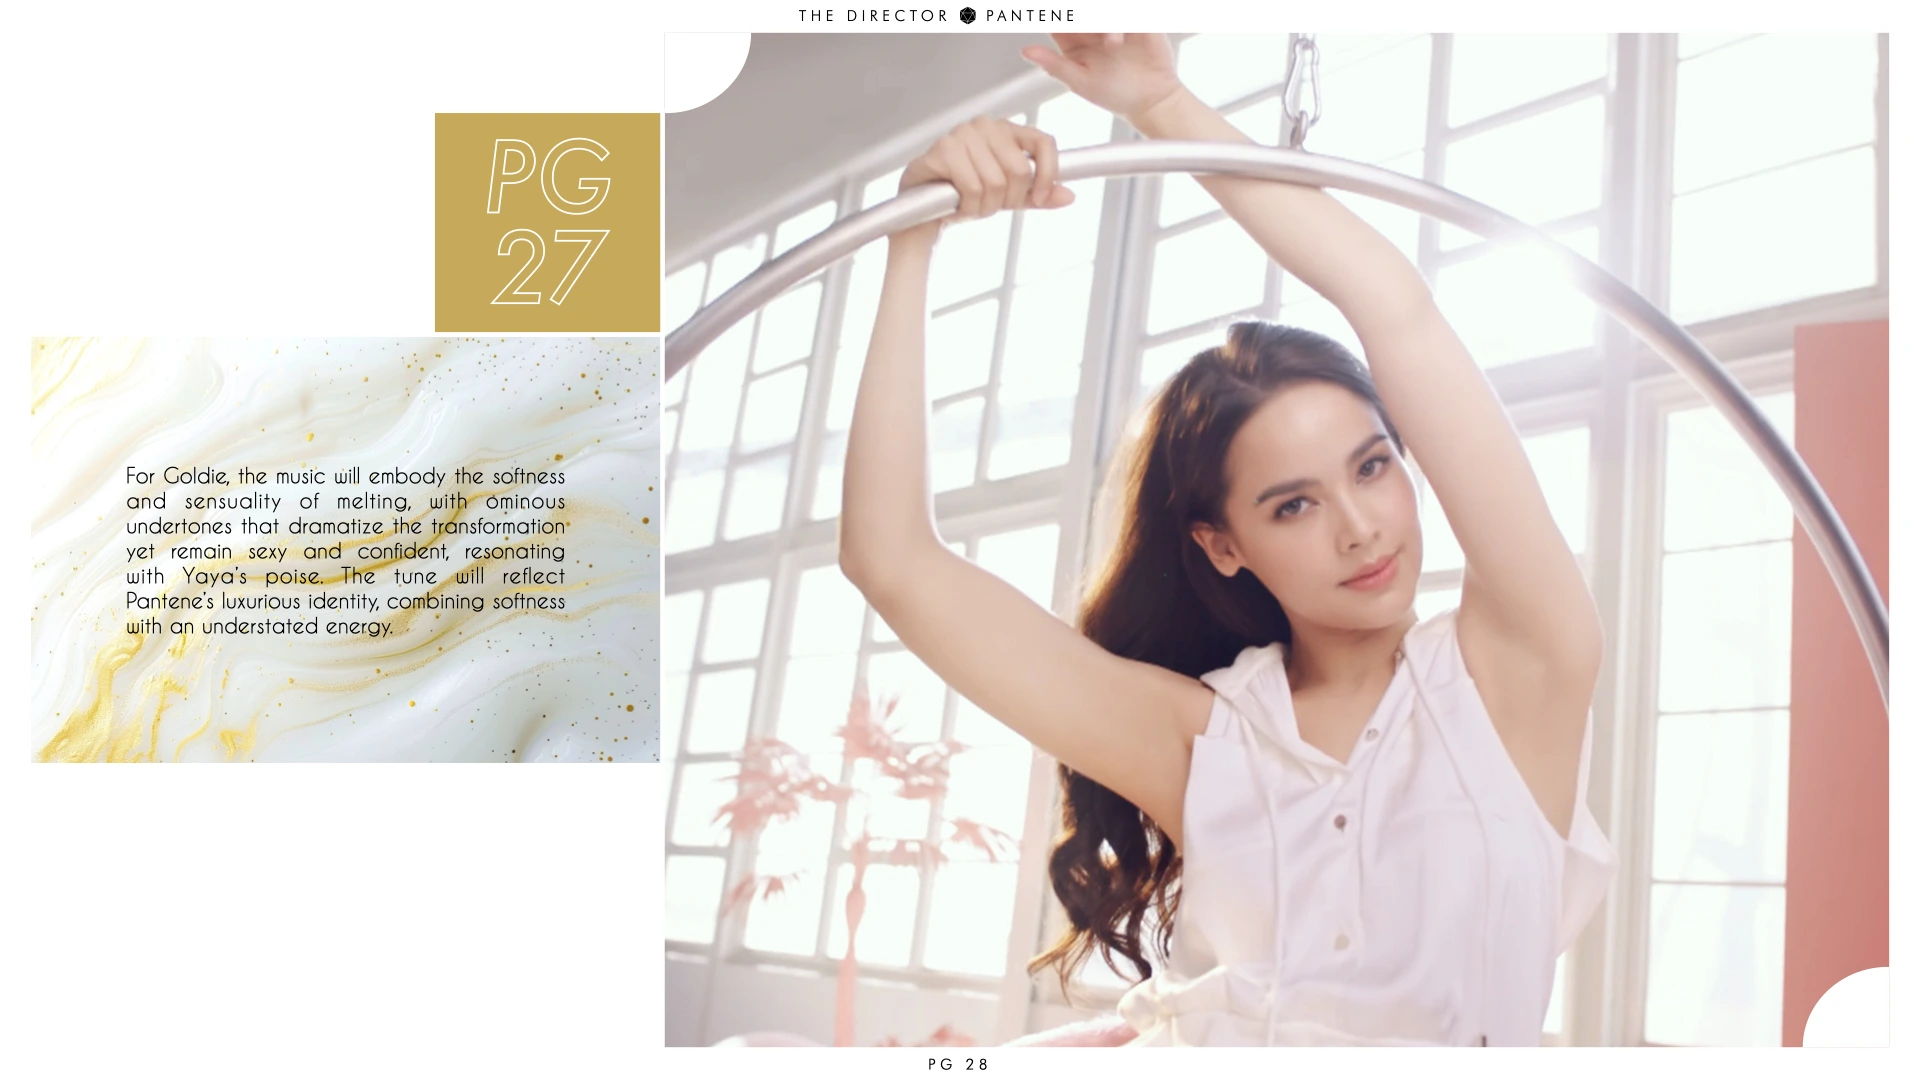 THE DIRECTOR PANTENE
PG
27
For Goldie, the music will embody the softness
and sensuality of melting, with ominous
undertones that dramatize the transformation
yet remain sexy and confident, resonating
with Yaya's poise. The tune will reflect
Pantene's luxurious identity, combining softness
with an understated energy.
PG 28